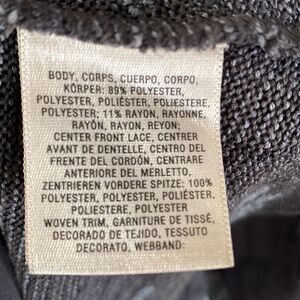 BODY, CORPS, CUERPO, CORPO,
KÖRPER: 89% POLYESTER,
POLYESTER, POLIÉSTER, POLIESTERE,
POLYESTER; 11% RAYON, RAYONNE,
RAYÓN, RAYON, REYON;
CENTER FRONT LACE, CENTRER
AVANT DE DENTELLE, CENTRO DEL
FRENTE DEL CORDÓN, CENTRARE
ANTERIORE DEL MERLETTO,
ZENTRIEREN VORDERE SPITZE: 100%
POLYESTER, POLYESTER, POLIÉSTER,
POLIESTERE, POLYESTER
WOVEN TRIM, GARNITURE DE TISSÉ,
DECORADO DE TEJIDO, TESSUTO
DECORATO, WEBBAND: